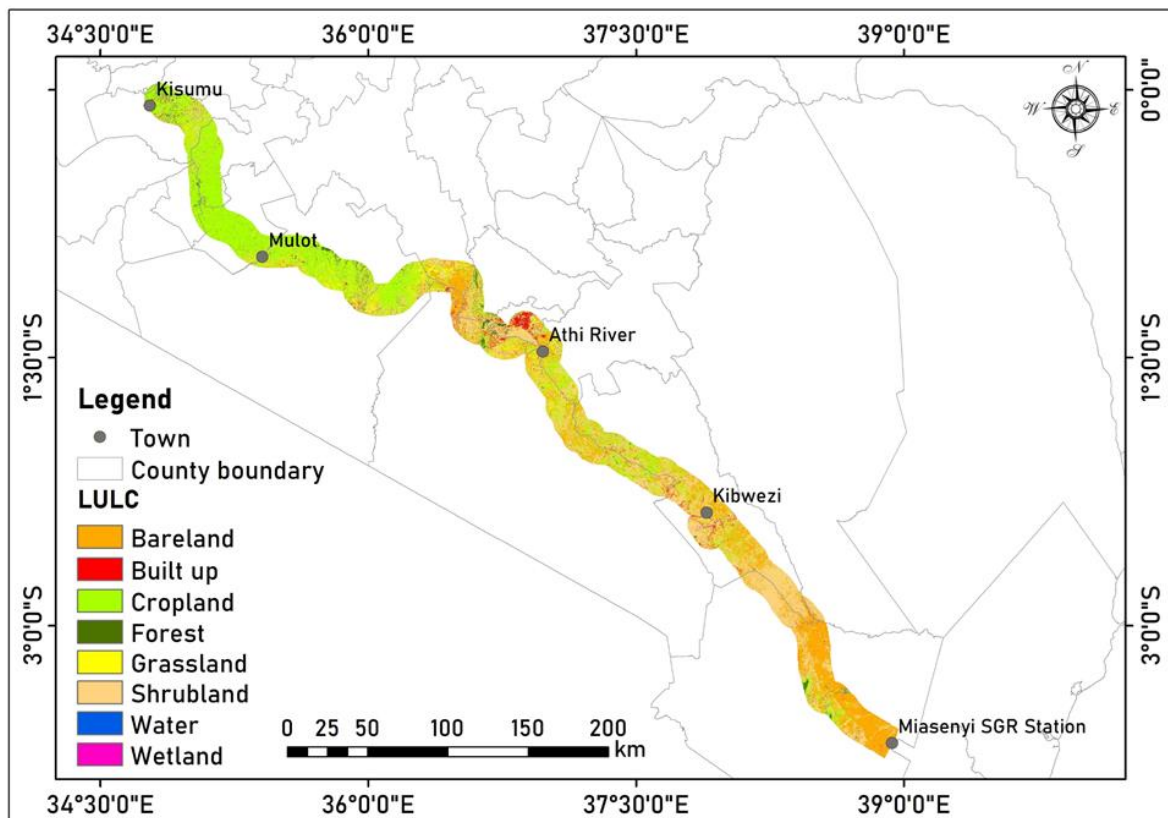 34°30'0"E 36°0'0"E 37°30'0"E 39°0'0"E
N
W E
S
0°0'0"
Kisumu
Mulot
Athi River
1°30'0"S 1°30'0"S
Kibwezi
3°0'0"S 3°0'0"S
Miasenyi SGR Station
Legend
Town
County boundary
LULC
Bareland
Built up
Cropland
Forest
Grassland
Shrubland
Water
Wetland
0 25 50 100 150 200
km
34°30'0"E 36°0'0"E 37°30'0"E 39°0'0"E